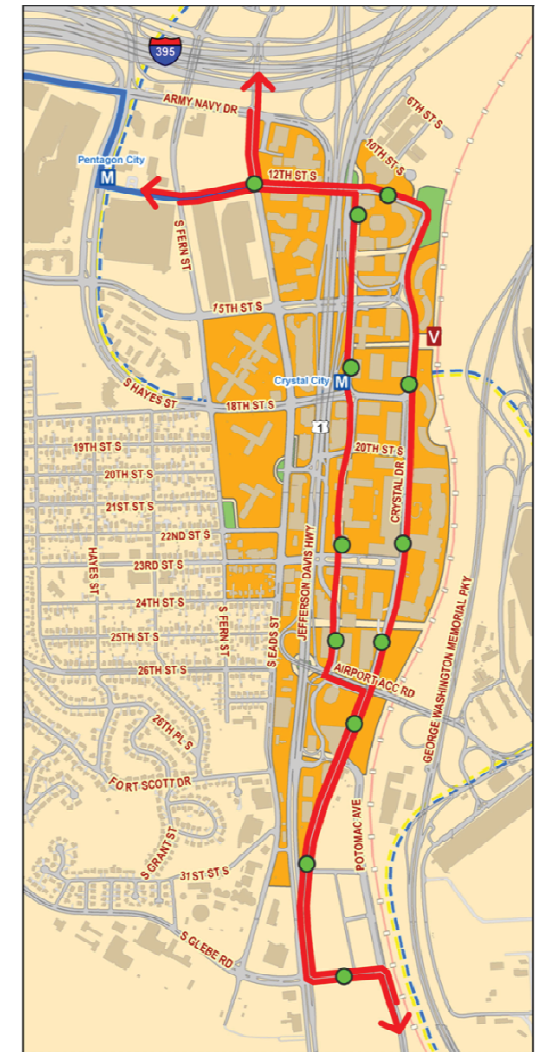 395
ARMY NAVY DR
6TH ST S
10TH ST S
Pentagon City
M
12TH ST S
S FERN ST
15TH ST S
V
Crystal City M
S HAYES ST
18TH ST S
1
19TH ST S
20TH ST S
20TH ST S
CRYSTAL DR
21ST ST S
22ND ST S
JEFFERSON DAVIS HWY
23RD ST S
HAYES ST
24TH ST S
S FERN ST
S EADS ST
25TH ST S
26TH ST S
AIRPORT ACC RD
GEORGE WASHINGTON MEMORIAL PKY
28TH PL S
FORT SCOTT DR
POTOMAC AVE
S GRANT ST
31ST ST S
S GLEBE RD